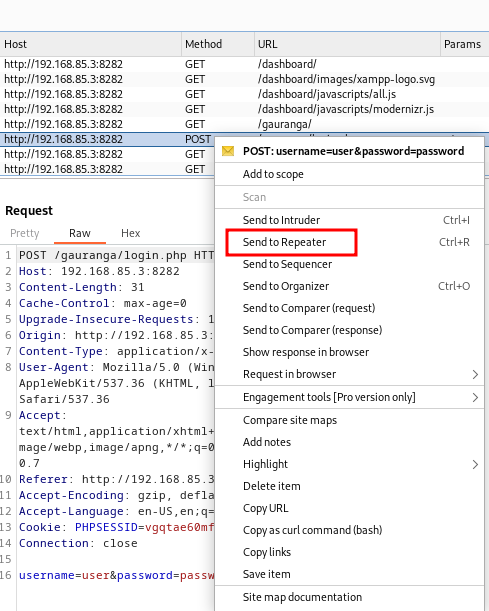 Host Method URL Params
http://192.168.85.3:8282 GET /dashboard/
http://192.168.85.3:8282 GET /dashboard/images/xampp-logo.svg
http://192.168.85.3:8282 GET /dashboard/javascripts/all.js
http://192.168.85.3:8282 GET /dashboard/javascripts/modernizr.js
http://192.168.85.3:8282 GET /gauranga/
http://192.168.85.3:8282 POST
http://192.168.85.3:8282 GET
http://192.168.85.3:8282 GET
POST: username=user&password=password
Add to scope
Scan
Send to Intruder Ctrl+I
Send to Repeater Ctrl+R
Send to Sequencer
Send to Organizer Ctrl+O
Send to Comparer (request)
Send to Comparer (response)
Show response in browser
Request in browser
Engagement tools [Pro version only]
Compare site maps
Add notes
Highlight
Delete item
Copy URL
Copy as curl command (bash)
Copy links
Save item
Site map documentation
Request
Pretty Raw Hex
1 POST /gauranga/login.php HTT
2 Host: 192.168.85.3:8282
3 Content-Length: 31
4 Cache-Control: max-age=0
5 Upgrade-Insecure-Requests: 1
6 Origin: http://192.168.85.3:
7 Content-Type: application/x-
8 User-Agent: Mozilla/5.0 (Win
AppleWebKit/537.36 (KHTML, l
Safari/537.36
9 Accept:
text/html,application/xhtml+
mage/webp,image/apng,*/*;q=0
0.7
10 Referer: http://192.168.85.3
11 Accept-Encoding: gzip, defla
12 Accept-Language: en-US,en;q=
13 Cookie: PHPSESSID=vgqtae60mf
14 Connection: close
15
16 username=user&password=passw